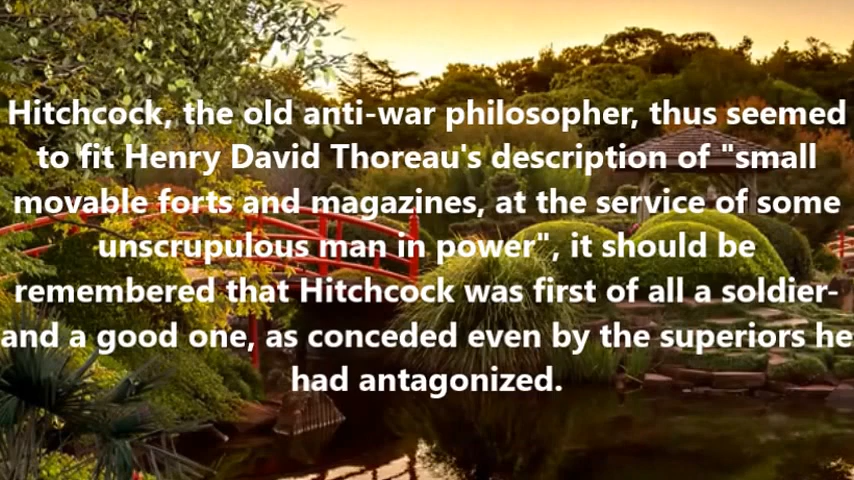 Hitchcock, the old anti-war philosopher, thus seemed
to fit Henry David Thoreau's description of "small
movable forts and magazines, at the service of some
unscrupulous man in power", it should be
remembered that Hitchcock was first of all a soldier-
and a good one, as conceded even by the superiors he
had antagonized.